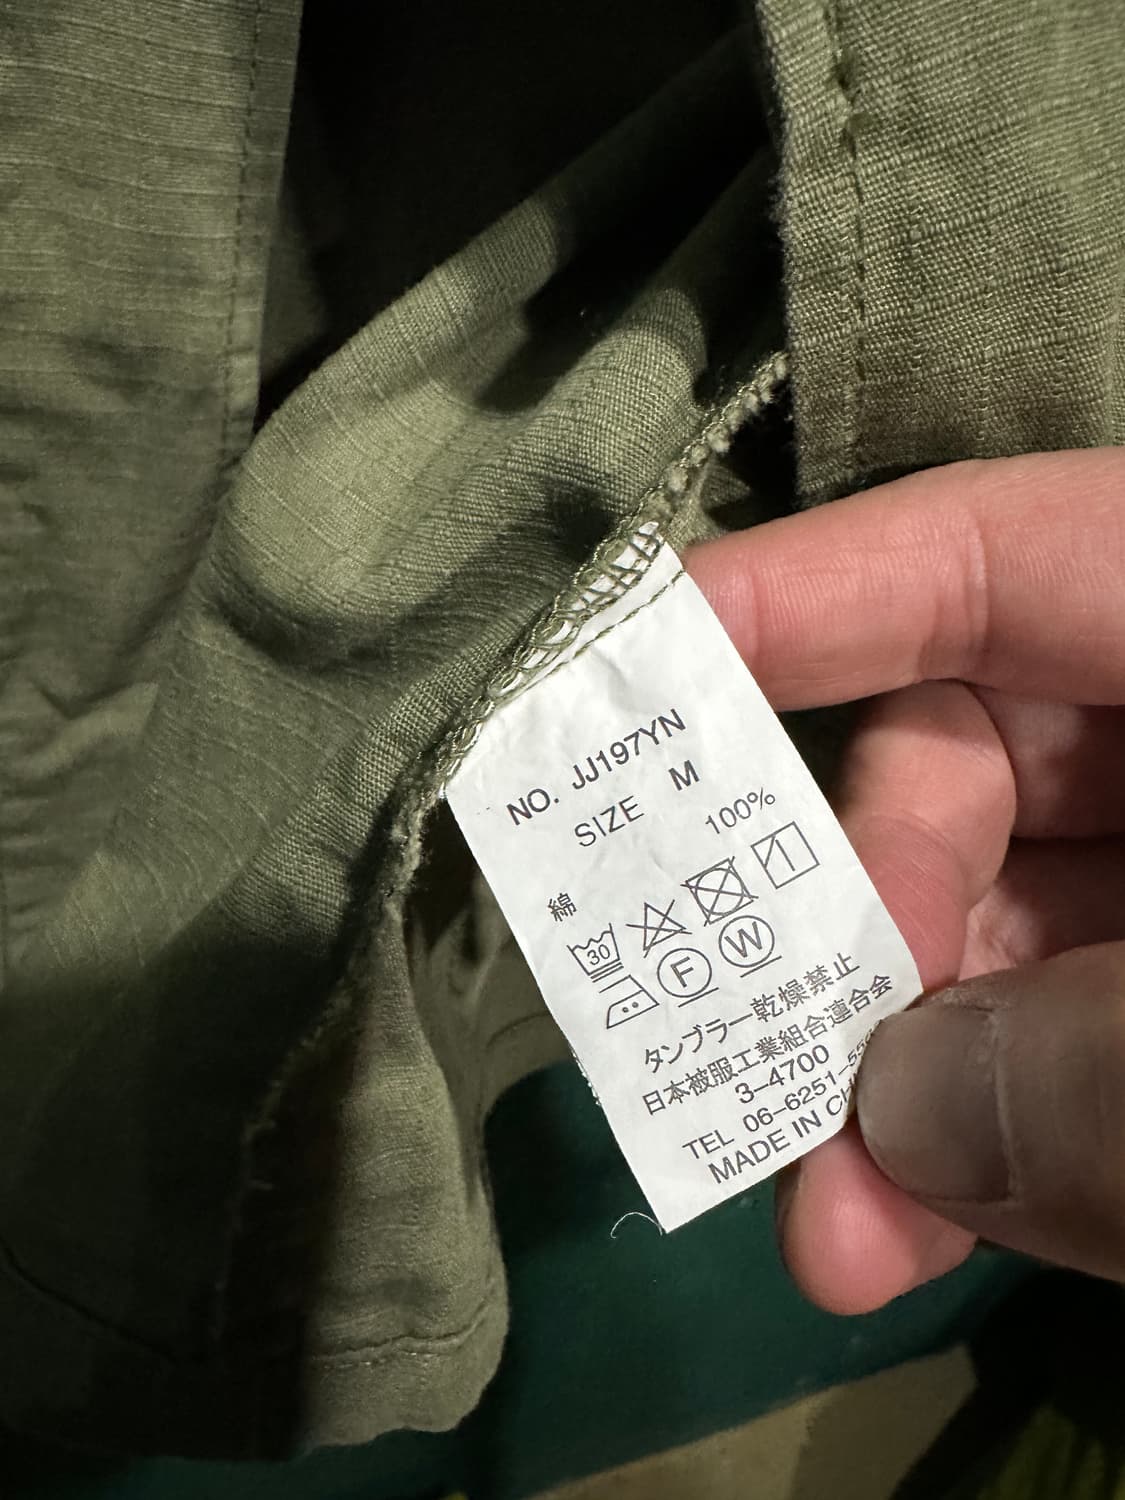 NO. JJ197YN
SIZE M
綿 100%
30
F W
タンブラー乾燥禁止
日本被服工業組合連合会
3-4700
TEL 06-6251-55
MADE IN CH